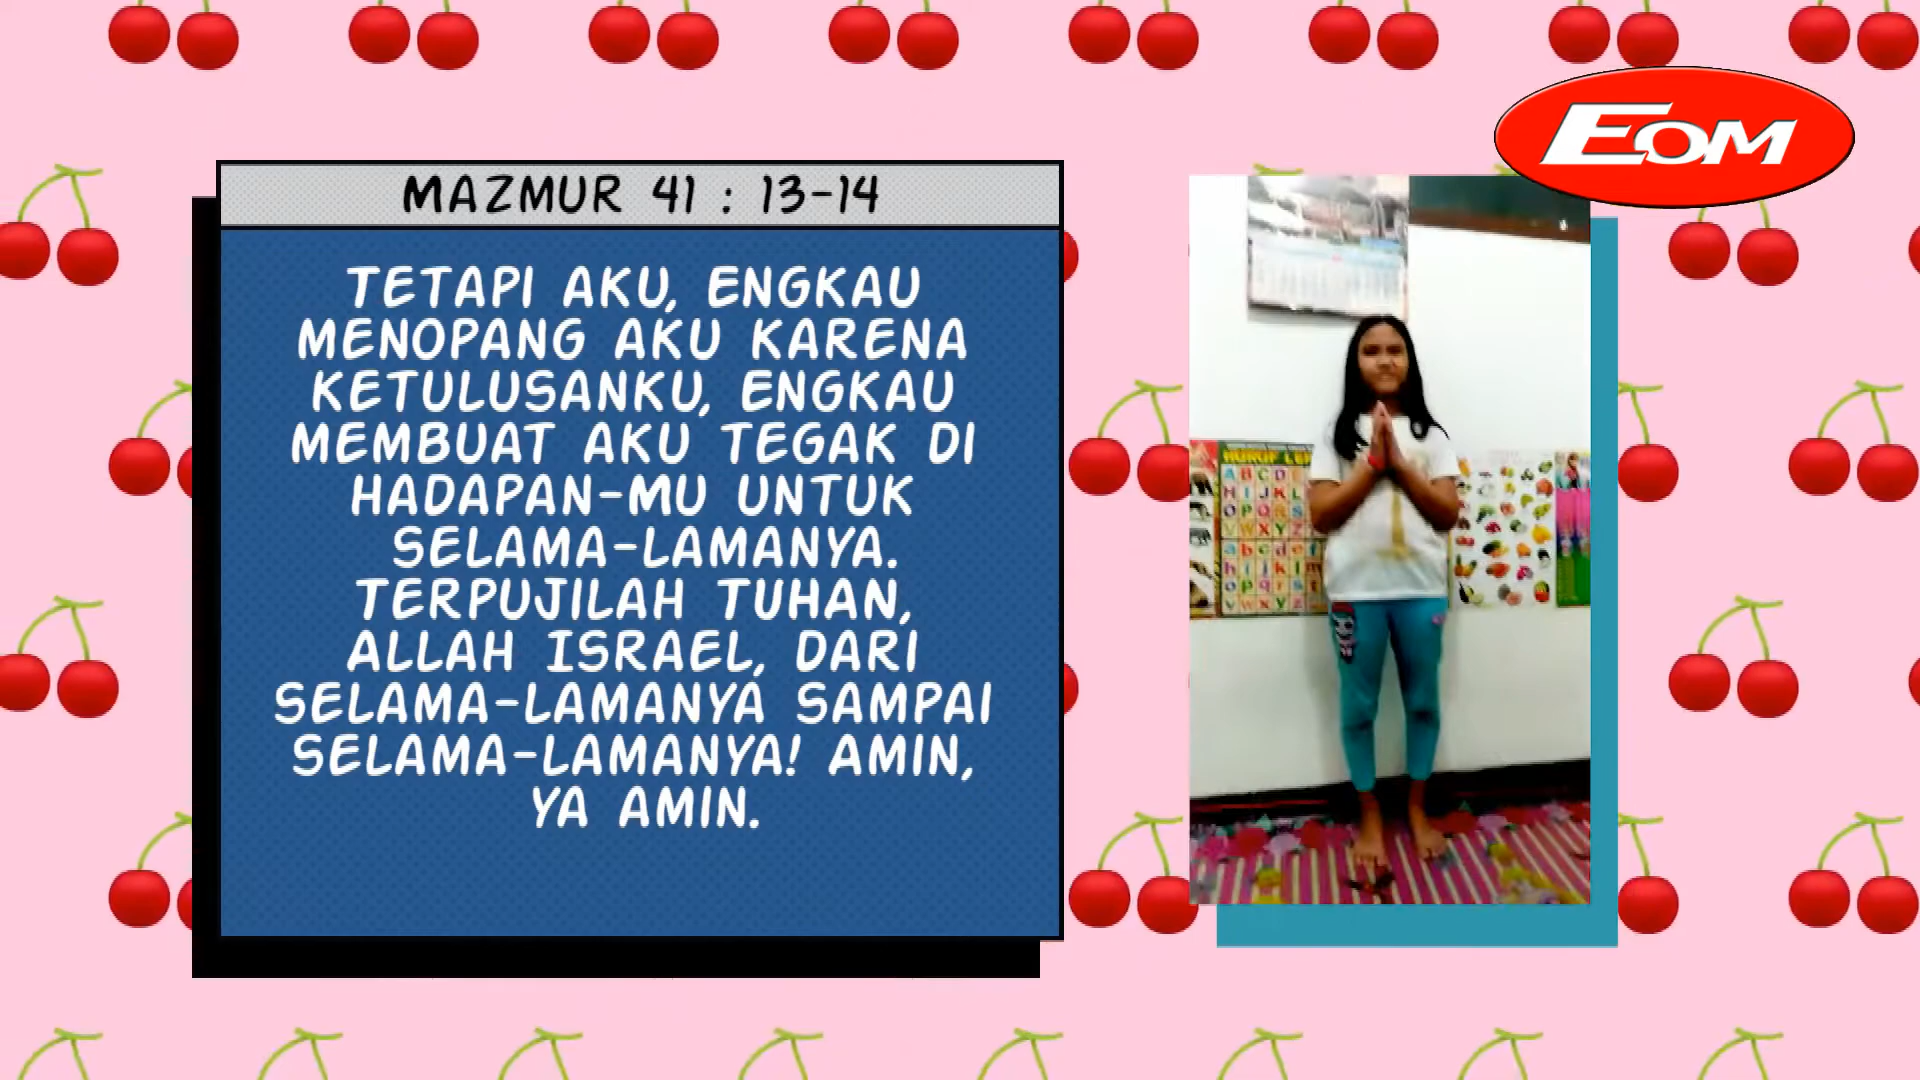 EOM
MAZMUR 41 : 13-14
TETAPI AKU, ENGKAU
MENOPANG AKU KARENA
KETULUSANKU, ENGKAU
MEMBUAT AKU TEGAK DI
HADAPAN-MU UNTUK
SELAMA-LAMANYA.
TERPUJILAH TUHAN,
ALLAH ISRAEL, DARI
SELAMA-LAMANYA SAMPAI
SELAMA-LAMANYA! AMIN,
YA AMIN.
A B C D
H I J K L
O P Q R S
V W X Y Z
a b c d e f
h i j k l m
o p q r s t
v w x y z